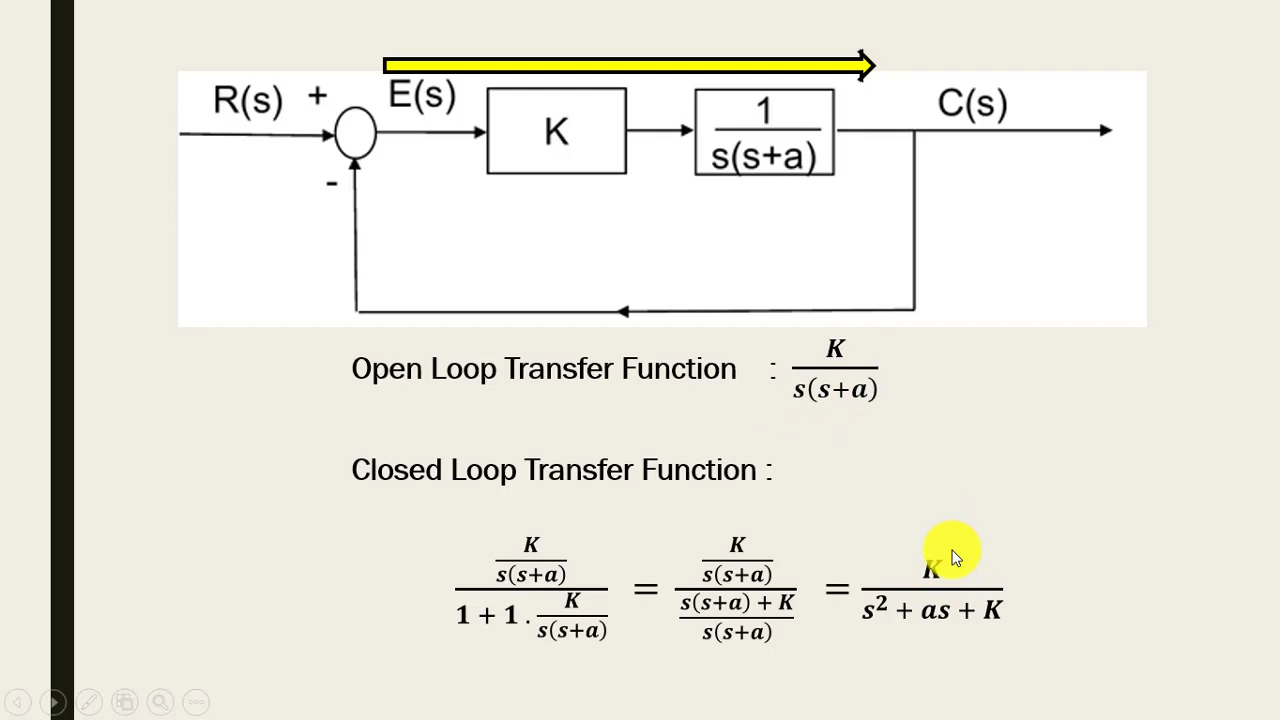 R(s) + E(s) K 1/s(s+a) C(s)
-
Open Loop Transfer Function : K/s(s+a)
Closed Loop Transfer Function :
(K/s(s+a))/(1 + 1 . K/s(s+a)) = (K/s(s+a))/((s(s+a) + K)/s(s+a)) = K/(s² + as + K)